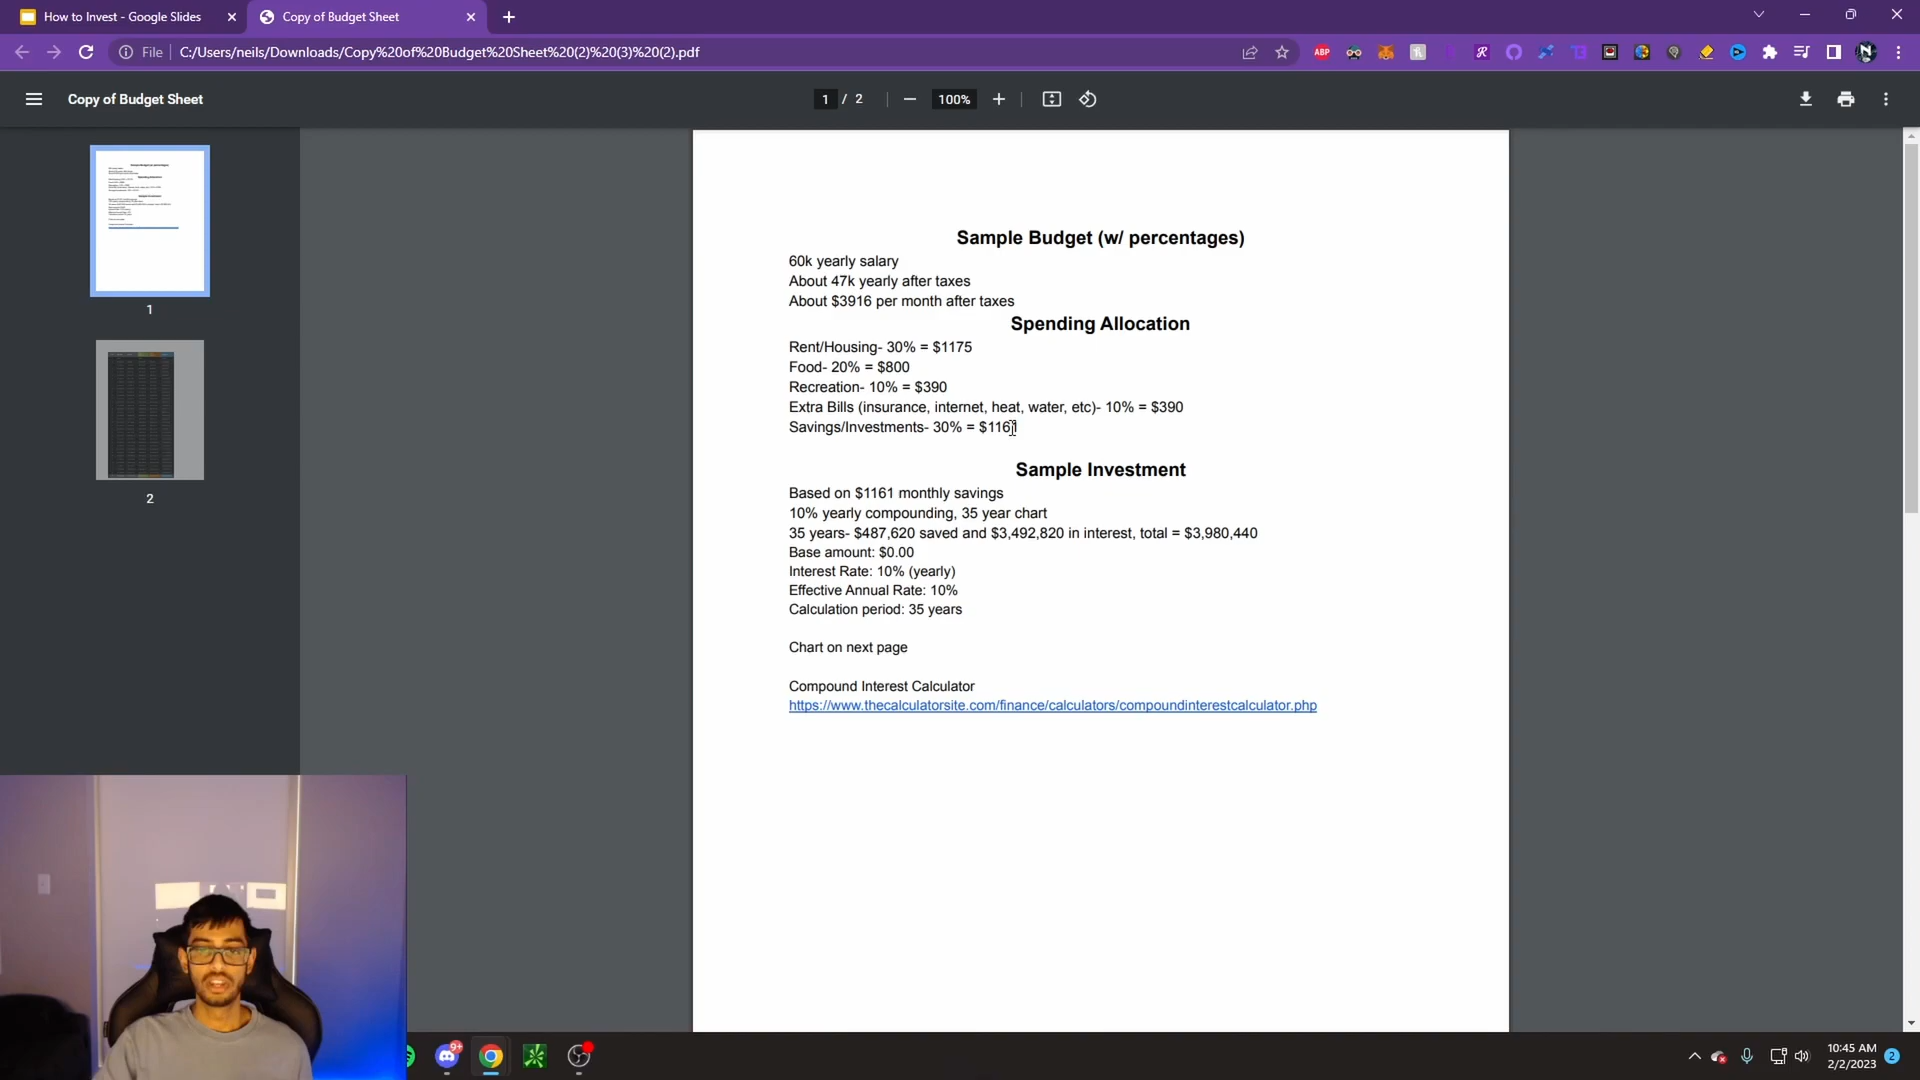 How to Invest - Google Slides
Copy of Budget Sheet
File
C:/Users/neils/Downloads/Copy%20of%20Budget%20Sheet%20(2)%20(3)%20(2).pdf
ABP
Copy of Budget Sheet
1 / 2
100%
1
2
Sample Budget (w/ percentages)
60k yearly salary
About 47k yearly after taxes
About $3916 per month after taxes
Spending Allocation
Rent/Housing- 30% = $1175
Food- 20% = $800
Recreation- 10% = $390
Extra Bills (insurance, internet, heat, water, etc)- 10% = $390
Savings/Investments- 30% = $1161
Sample Investment
Based on $1161 monthly savings
10% yearly compounding, 35 year chart
35 years- $487,620 saved and $3,492,820 in interest, total = $3,980,440
Base amount: $0.00
Interest Rate: 10% (yearly)
Effective Annual Rate: 10%
Calculation period: 35 years
Chart on next page
Compound Interest Calculator
https://www.thecalculatorsite.com/finance/calculators/compoundinterestcalculator.php
9+
10:45 AM
2/2/2023
2